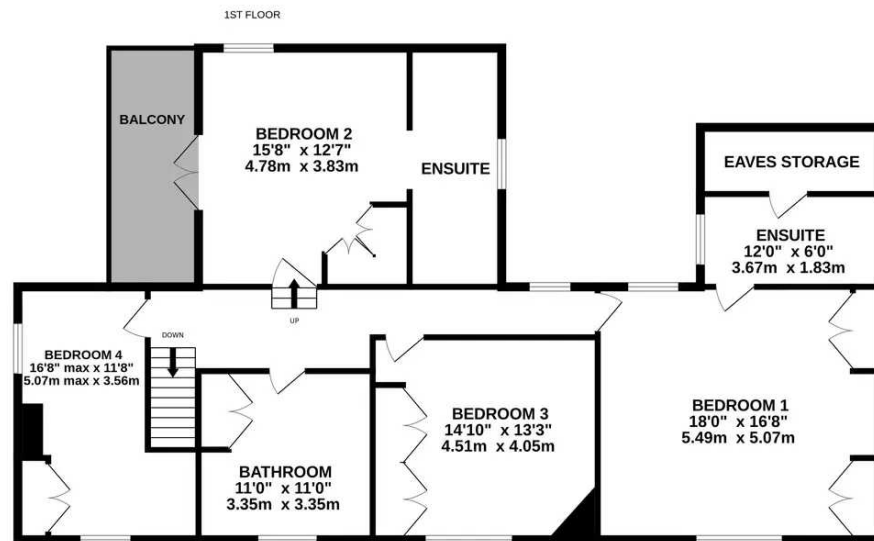 1ST FLOOR
BALCONY
BEDROOM 2
15'8" x 12'7"
4.78m x 3.83m
ENSUITE
EAVES STORAGE
ENSUITE
12'0" x 6'0"
3.67m x 1.83m
UP
DOWN
BEDROOM 4
16'8" max x 11'8"
5.07m max x 3.56m
BATHROOM
11'0" x 11'0"
3.35m x 3.35m
BEDROOM 3
14'10" x 13'3"
4.51m x 4.05m
BEDROOM 1
18'0" x 16'8"
5.49m x 5.07m